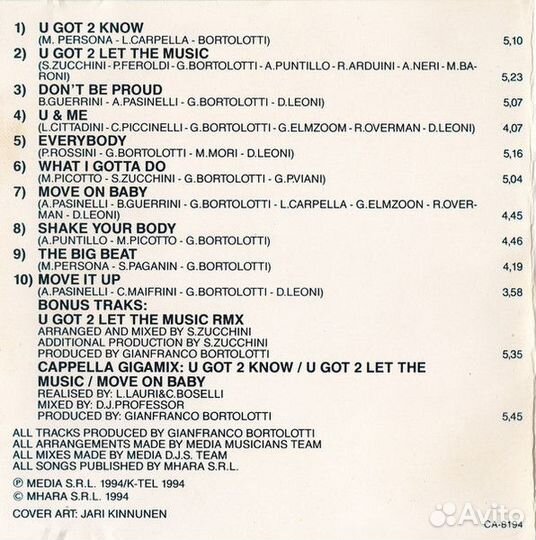 1) U GOT 2 KNOW
(M. PERSONA - L.CARPELLA - BORTOLOTTI) 5,10
2) U GOT 2 LET THE MUSIC
(S.ZUCCHINI - P.FEROLDI - G.BORTOLOTTI - A.PUNTILLO - R.ARDUINI - A.NERI - M.BA-
RONI) 5,23
3) DON'T BE PROUD
B.GUERRINI - A.PASINELLI - G.BORTOLOTTI - D.LEONI) 5,07
4) U & ME
(L.CITTADINI - C.PICCINELLI - G.BORTOLOTTI - G.ELMZOOM - R.OVERMAN - D.LEONI) 4,07
5) EVERYBODY
(P.ROSSINI - G.BORTOLOTTI - M.MORI - D.LEONI) 5,16
6) WHAT I GOTTA DO
(M.PICOTTO - S.ZUCCHINI - G.BORTOLOTTI - G.P.VIANI) 5,04
7) MOVE ON BABY
(A.PASINELLI - B.GUERRINI - G.BORTOLOTTI - L.CARPELLA - G.ELMZOON - R.OVER-
MAN - D.LEONI) 4,45
8) SHAKE YOUR BODY
(A.PUNTILLO - M.PICOTTO - G.BORTOLOTTI) 4,46
9) THE BIG BEAT
(M.PERSONA - S.PAGANIN - G.BORTOLOTTI) 4,19
10) MOVE IT UP
(A.PASINELLI - C.MAIFRINI - G.BORTOLOTTI - D.LEONI) 3,58
BONUS TRAKS:
U GOT 2 LET THE MUSIC RMX
ARRANGED AND MIXED BY S.ZUCCHINI
ADDITIONAL PRODUCTION BY S.ZUCCHINI
PRODUCED BY GIANFRANCO BORTOLOTTI 5,35
CAPPELLA GIGAMIX: U GOT 2 KNOW / U GOT 2 LET THE
MUSIC / MOVE ON BABY
REALISED BY: L.LAURI&C.BOSELLI
MIXED BY: D.J.PROFESSOR
PRODUCED BY: GIANFRANCO BORTOLOTTI 5,45
ALL TRACKS PRODUCED BY GIANFRANCO BORTOLOTTI
ALL ARRANGEMENTS MADE BY MEDIA MUSICIANS TEAM
ALL MIXES MADE BY MEDIA D.J.S. TEAM
ALL SONGS PUBLISHED BY MHARA S.R.L.
℗ MEDIA S.R.L. 1994/K-TEL 1994
© MHARA S.R.L. 1994
COVER ART: JARI KINNUNEN
CA-8194
Avito